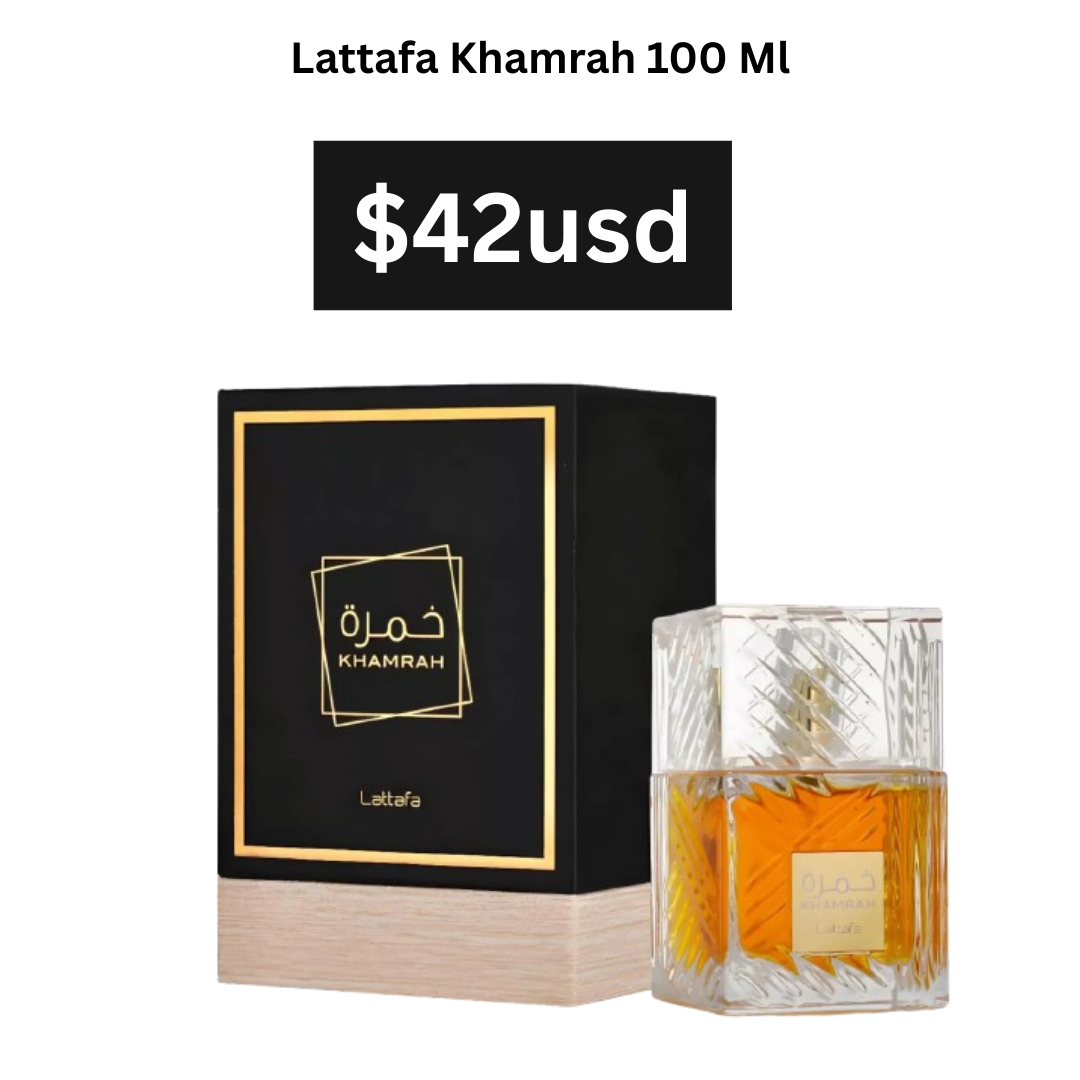 Lattafa Khamrah 100 Ml
$42usd
خمرة
KHAMRAH
Lattafa
خمرة
KHAMRAH
Lattafa